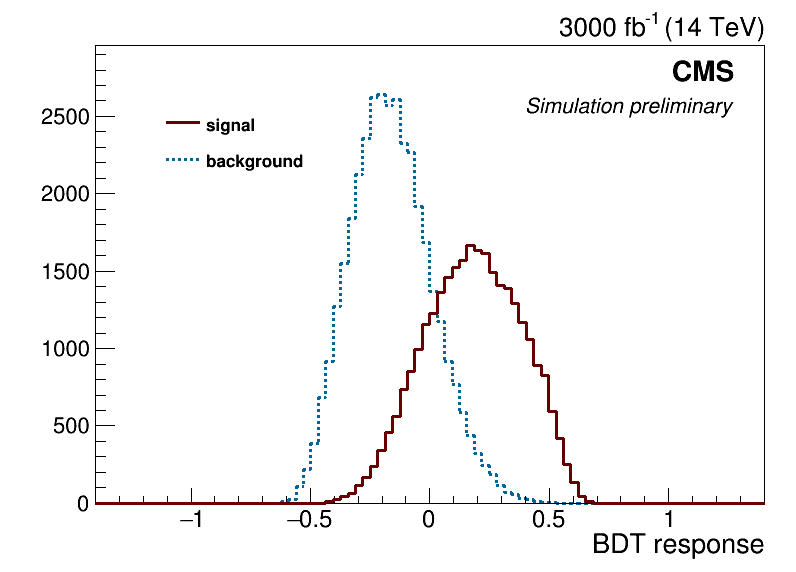 3000 fb⁻¹ (14 TeV)
CMS
Simulation preliminary
signal
background
2500
2000
1500
1000
500
0
−1 −0.5 0 0.5 1
BDT response